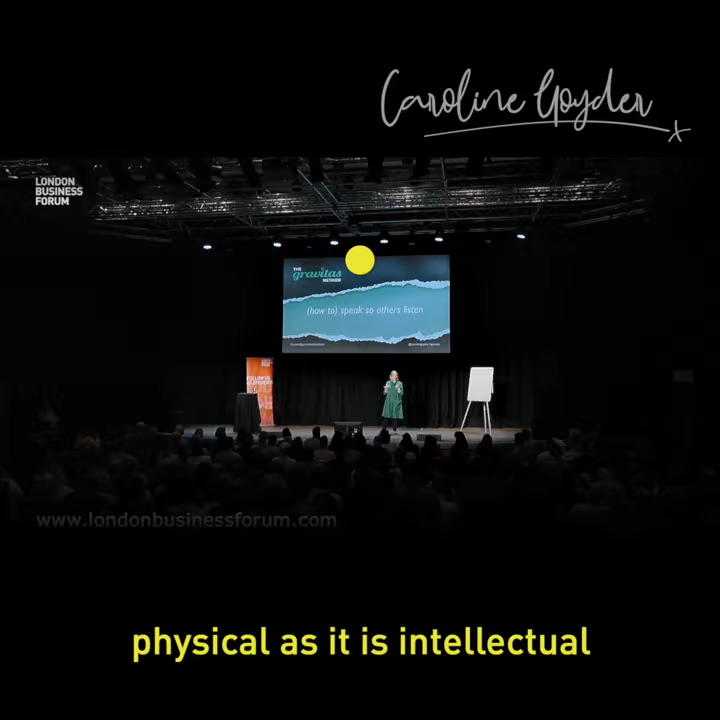 Caroline Goyder
LONDON
BUSINESS
FORUM
THE
gravitas
METHOD
(how to) speak so others listen
www.londonbusinessforum.com
physical as it is intellectual